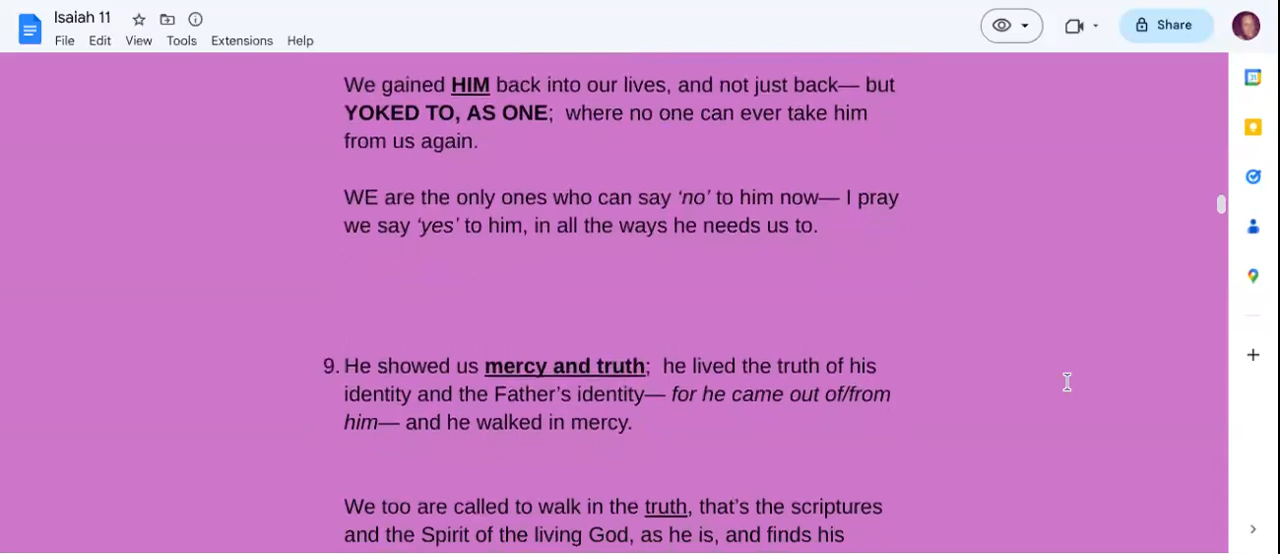 Isaiah 11
File Edit View Tools Extensions Help
Share
We gained HIM back into our lives, and not just back— but
YOKED TO, AS ONE;  where no one can ever take him
from us again.
WE are the only ones who can say ‘no’ to him now— I pray
we say ‘yes’ to him, in all the ways he needs us to.
9. He showed us mercy and truth;  he lived the truth of his
identity and the Father’s identity— for he came out of/from
him— and he walked in mercy.
We too are called to walk in the truth, that’s the scriptures
and the Spirit of the living God, as he is, and finds his